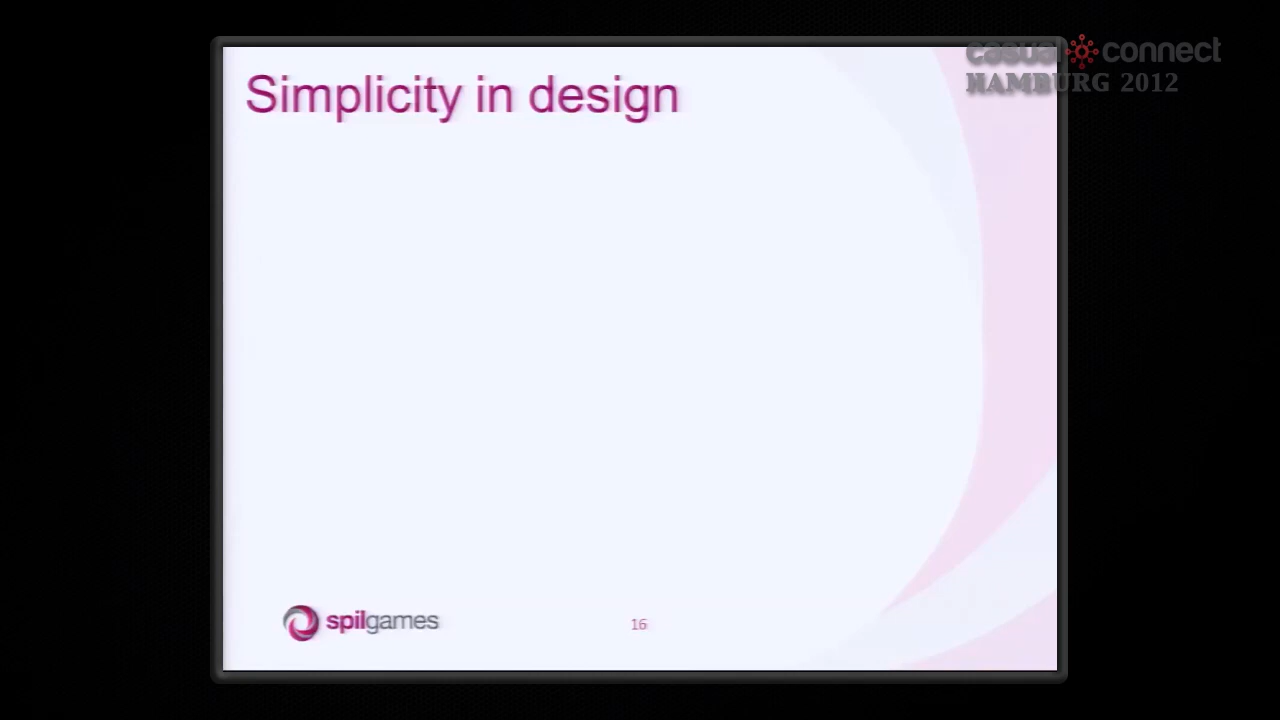 casual connect
HAMBURG 2012
Simplicity in design
spilgames
16